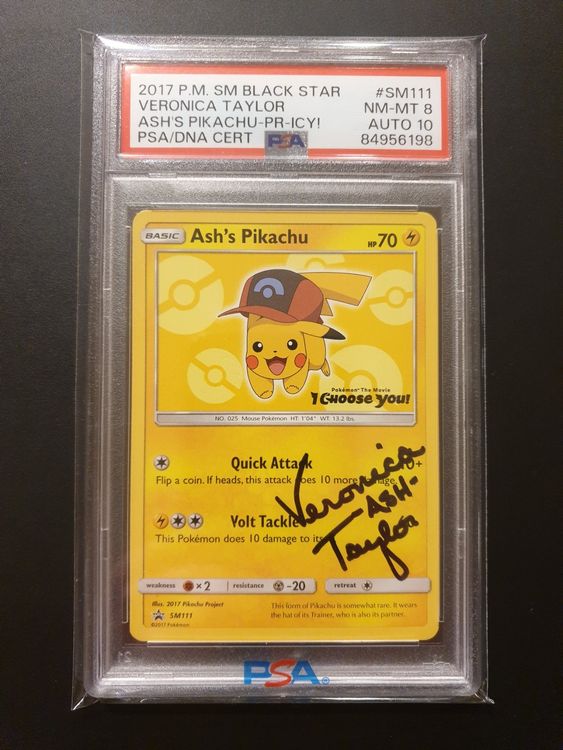 2017 P.M. SM BLACK STAR #SM111
VERONICA TAYLOR NM-MT 8
ASH'S PIKACHU-PR-ICY! AUTO 10
PSA/DNA CERT PSA 84956198
BASIC Ash's Pikachu HP 70
Pokémon The Movie
I Choose You!
NO. 025 Mouse Pokémon HT: 1'04" WT: 13.2 lbs.
Quick Attack 0+
Flip a coin. If heads, this attack does 10 more damage.
Volt Tackle
This Pokémon does 10 damage to its
Veronica
-ASH-
Taylor
weakness ×2 resistance -20 retreat
Illus. 2017 Pikachu Project
SM111
©2017 Pokémon
This form of Pikachu is somewhat rare. It wears
the hat of its Trainer, who is also its partner.
PSA